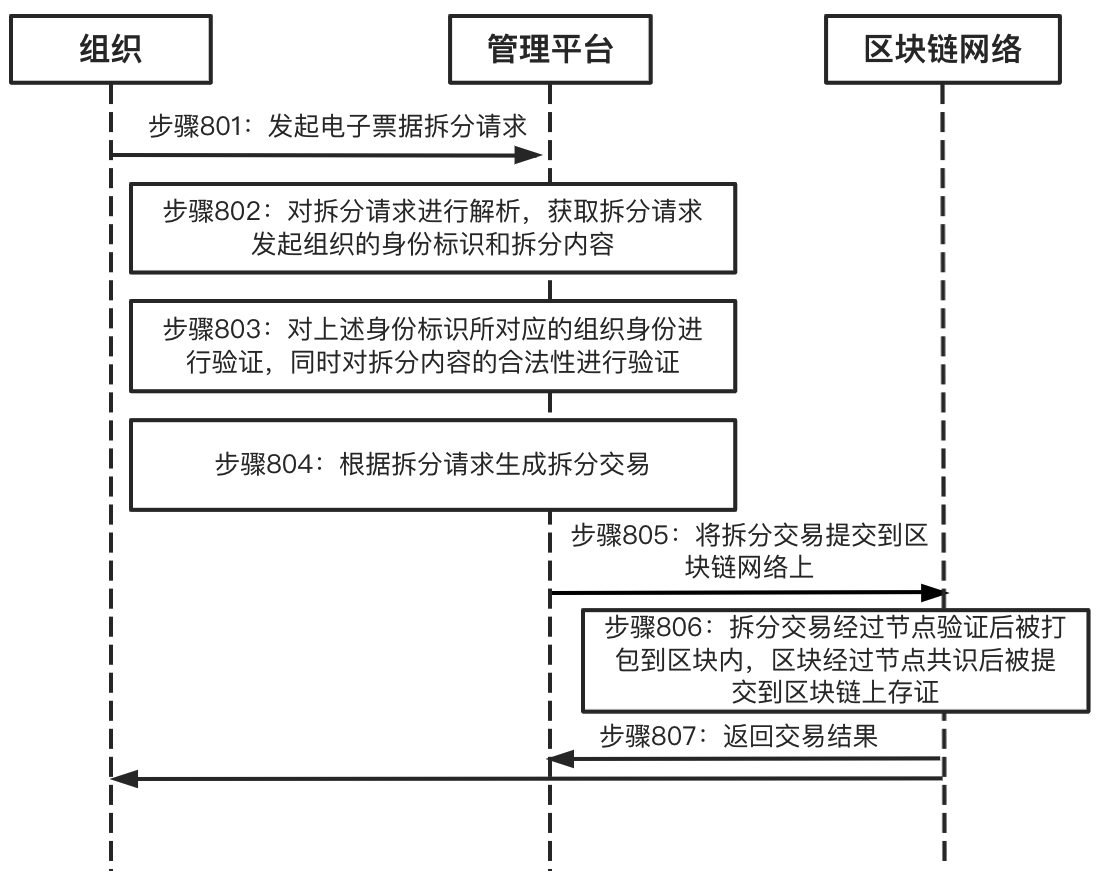 组织
管理平台
区块链网络
步骤801：发起电子票据拆分请求
步骤802：对拆分请求进行解析，获取拆分请求
发起组织的身份标识和拆分内容
步骤803：对上述身份标识所对应的组织身份进
行验证，同时对拆分内容的合法性进行验证
步骤804：根据拆分请求生成拆分交易
步骤805：将拆分交易提交到区
块链网络上
步骤806：拆分交易经过节点验证后被打
包到区块内，区块经过节点共识后被提
交到区块链上存证
步骤807：返回交易结果